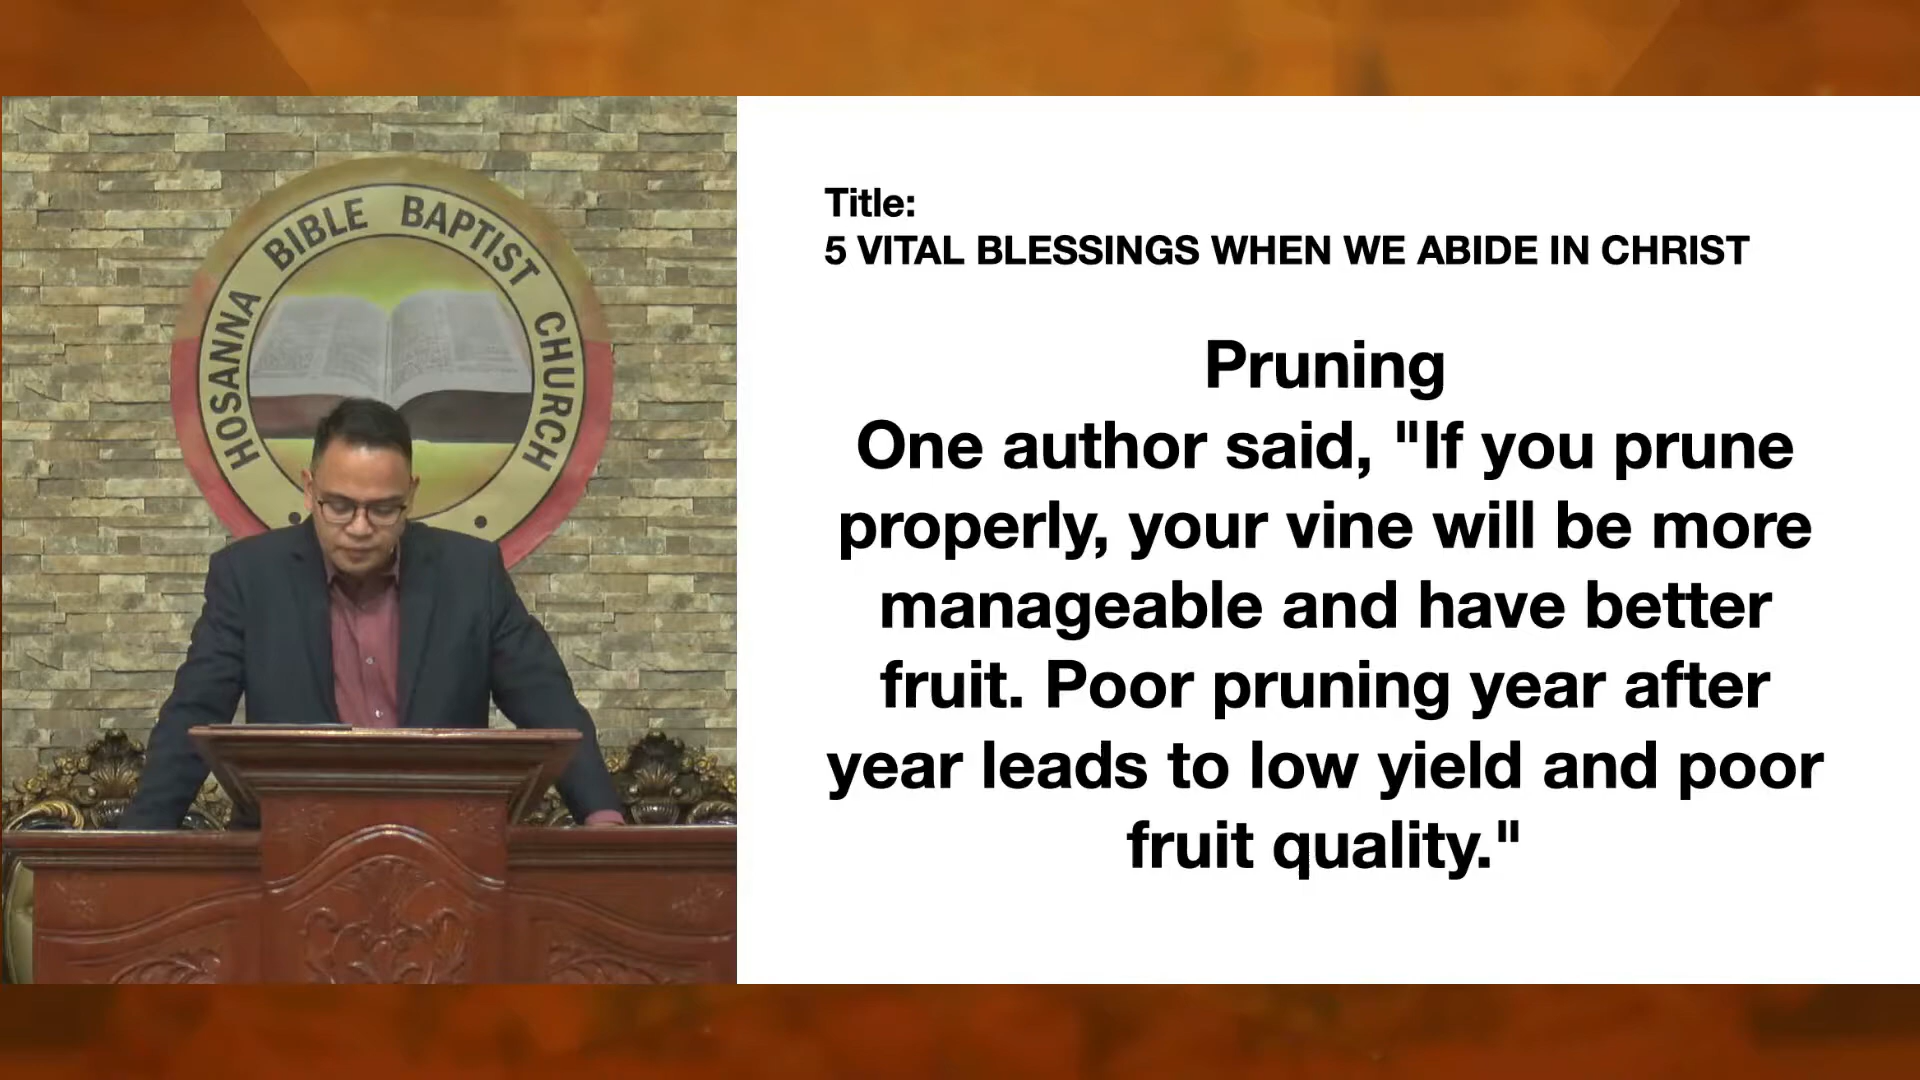 HOSANNA BIBLE BAPTIST CHURCH
Title:
5 VITAL BLESSINGS WHEN WE ABIDE IN CHRIST
Pruning
One author said, "If you prune
properly, your vine will be more
manageable and have better
fruit. Poor pruning year after
year leads to low yield and poor
fruit quality."